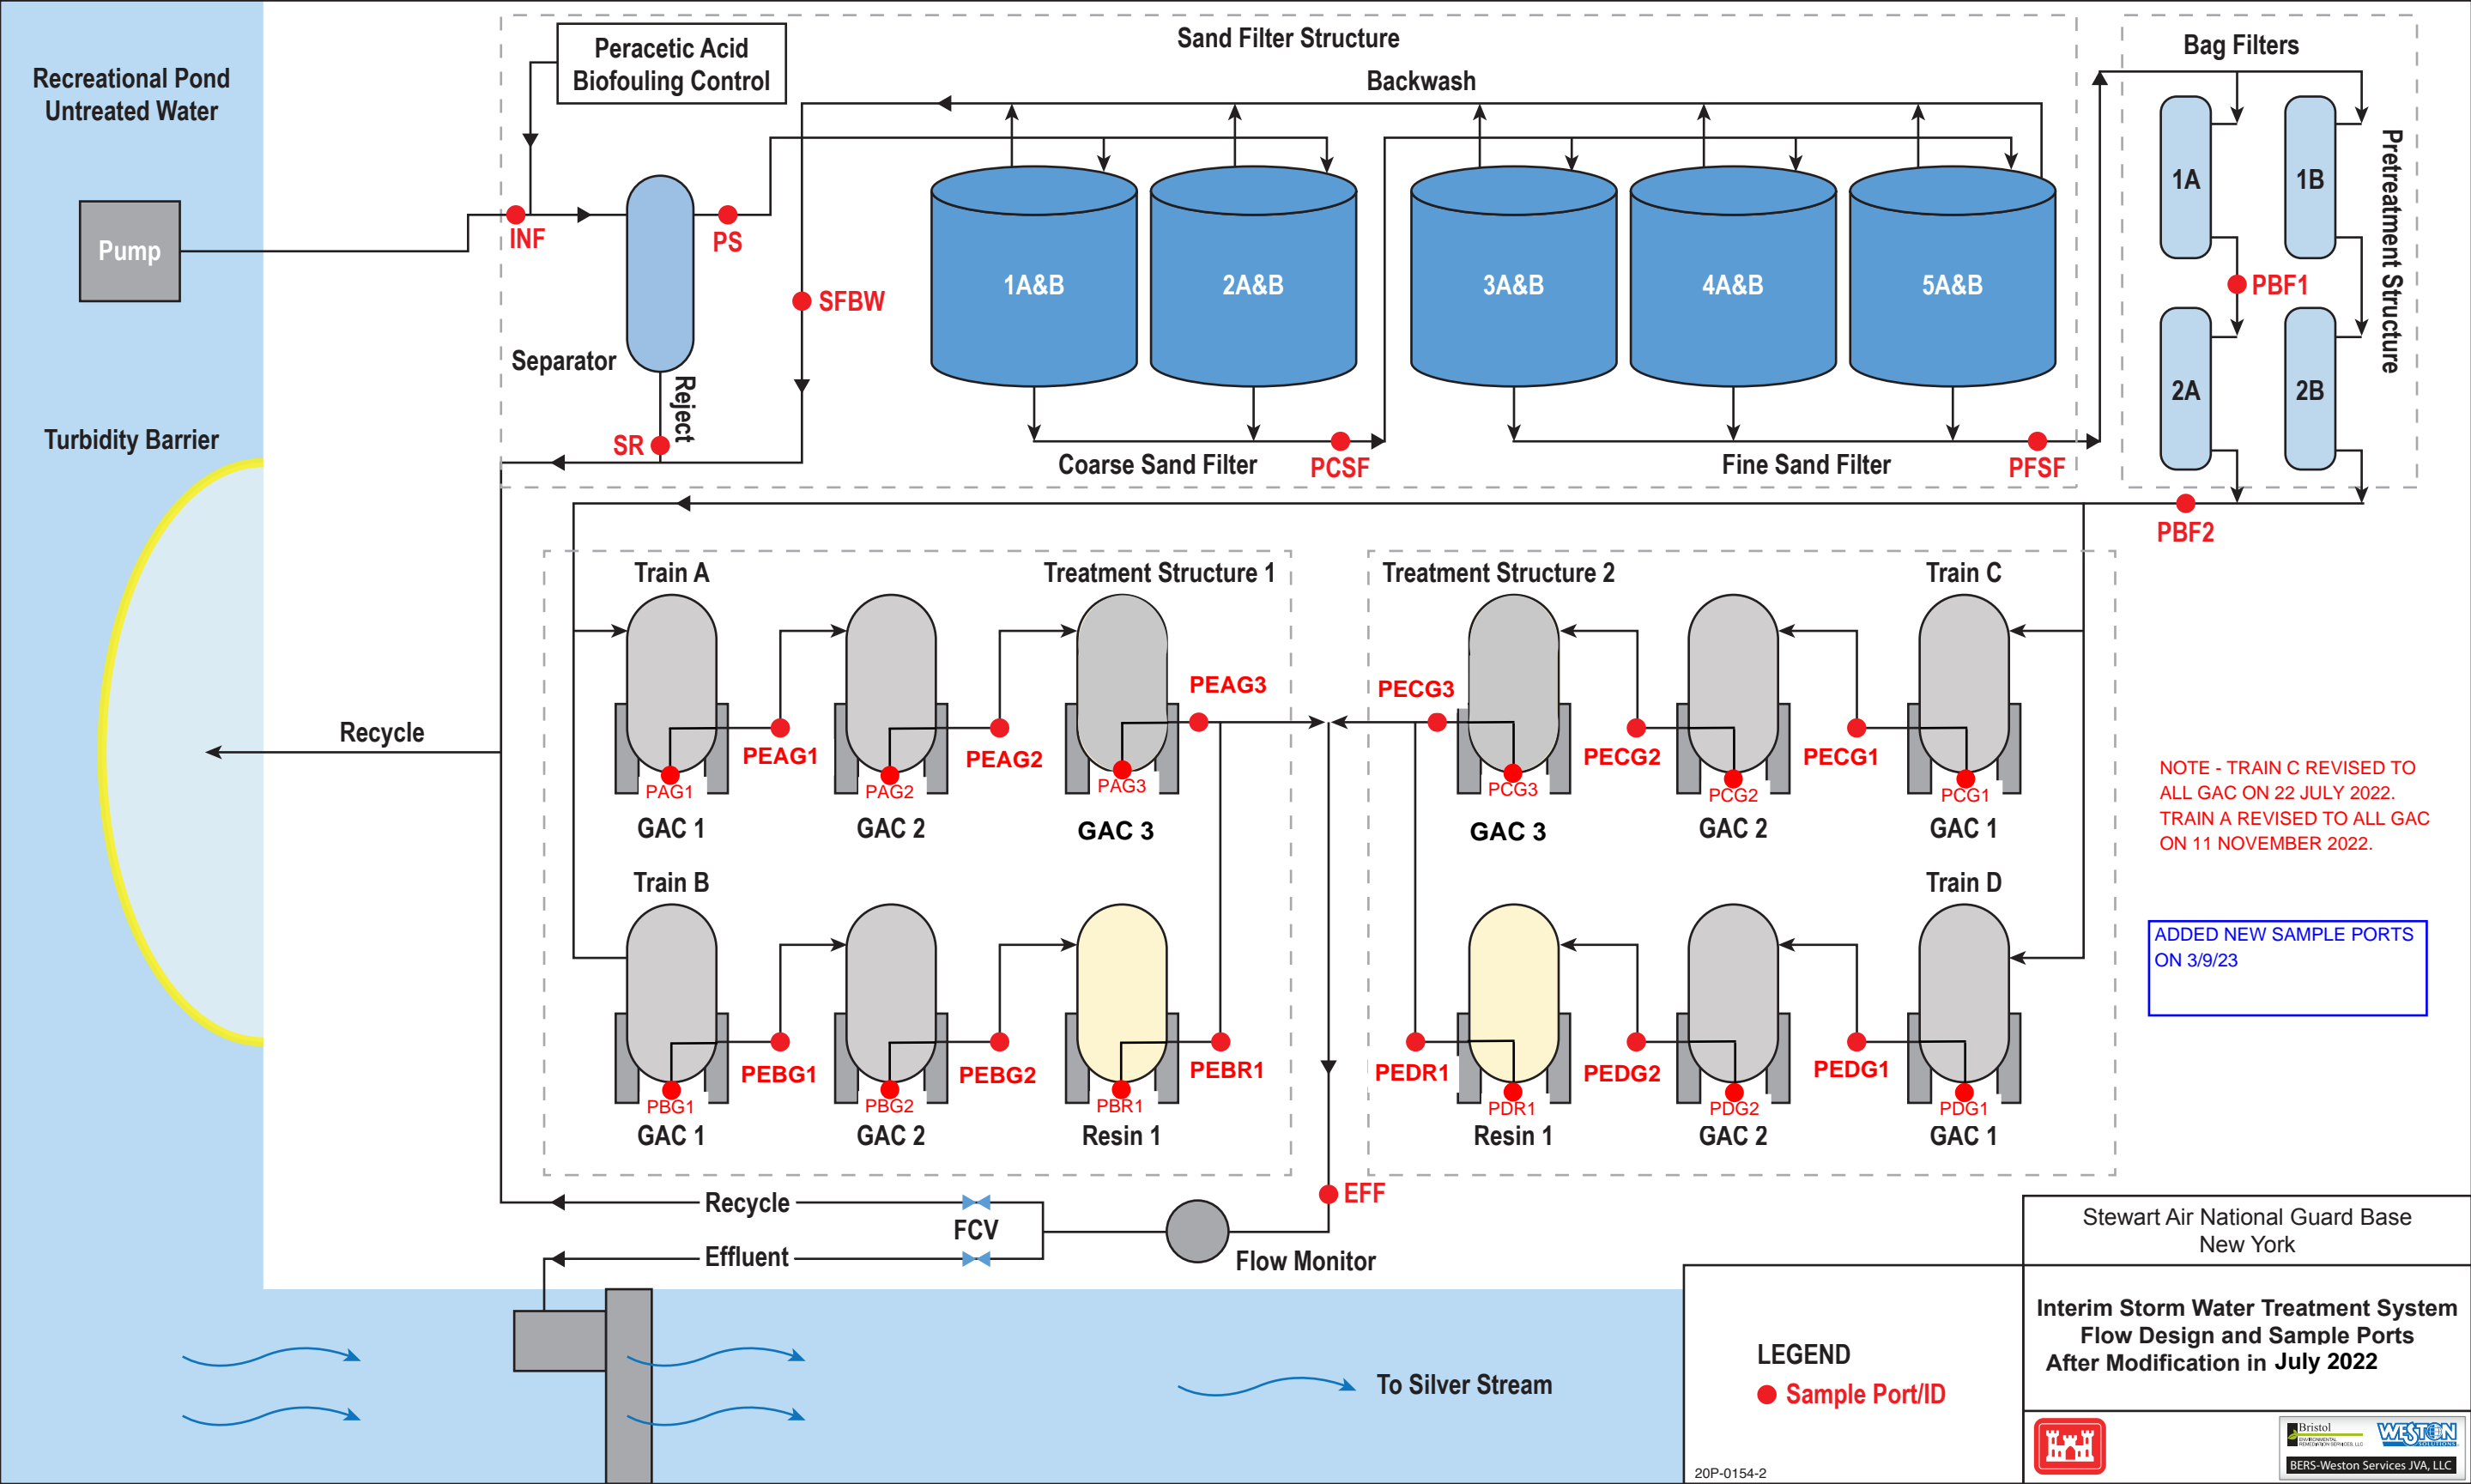 Recreational Pond
Untreated Water
Pump
Turbidity Barrier
Recycle
Peracetic Acid
Biofouling Control
Sand Filter Structure
Backwash
INF
PS
SFBW
Separator
Reject
SR
1A&B
2A&B
3A&B
4A&B
5A&B
Coarse Sand Filter
PCSF
Fine Sand Filter
PFSF
Bag Filters
Pretreatment Structure
1A
1B
PBF1
2A
2B
PBF2
Train A
Treatment Structure 1
PEAG1
PEAG2
PEAG3
PAG1
PAG2
PAG3
GAC 1
GAC 2
GAC 3
Train B
PEBG1
PEBG2
PEBR1
PBG1
PBG2
PBR1
GAC 1
GAC 2
Resin 1
Treatment Structure 2
Train C
PECG3
PECG2
PECG1
PCG3
PCG2
PCG1
GAC 3
GAC 2
GAC 1
Train D
PEDR1
PEDG2
PEDG1
PDR1
PDG2
PDG1
Resin 1
GAC 2
GAC 1
NOTE - TRAIN C REVISED TO
ALL GAC ON 22 JULY 2022.
TRAIN A REVISED TO ALL GAC
ON 11 NOVEMBER 2022.
ADDED NEW SAMPLE PORTS
ON 3/9/23
EFF
Recycle
FCV
Effluent
Flow Monitor
To Silver Stream
LEGEND
Sample Port/ID
20P-0154-2
Stewart Air National Guard Base
New York
Interim Storm Water Treatment System
Flow Design and Sample Ports
After Modification in July 2022
Bristol
ENVIRONMENTAL
REMEDIATION SERVICES, LLC
WESTON
SOLUTIONS
BERS-Weston Services JVA, LLC